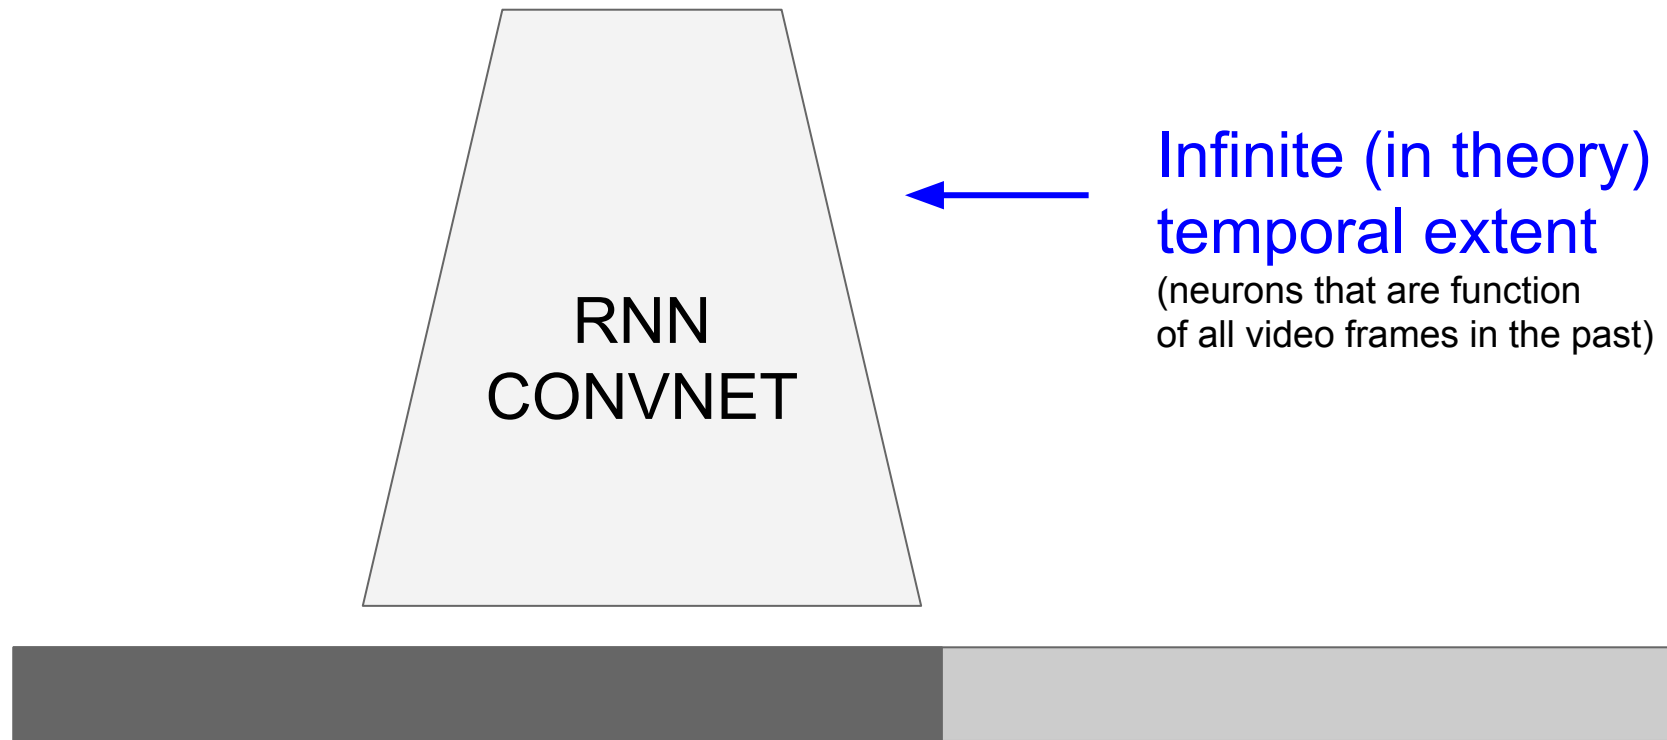 Infinite (in theory)
temporal extent
(neurons that are function
of all video frames in the past)
RNN
CONVNET